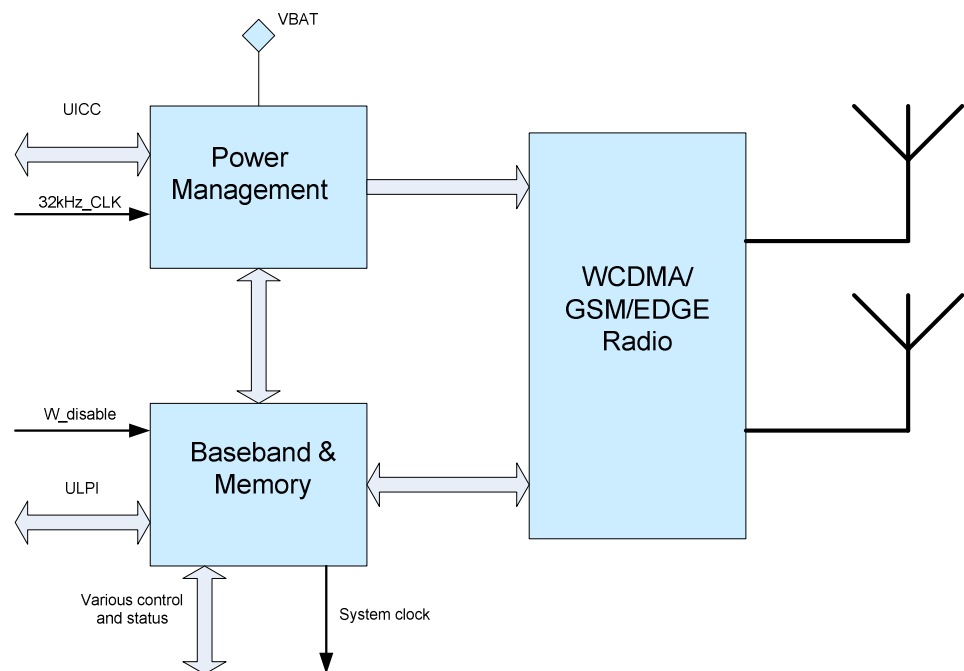 VBAT
UICC
Power
Management
32kHz_CLK
WCDMA/
GSM/EDGE
Radio
W_disable
Baseband &
Memory
ULPI
Various control
and status
System clock